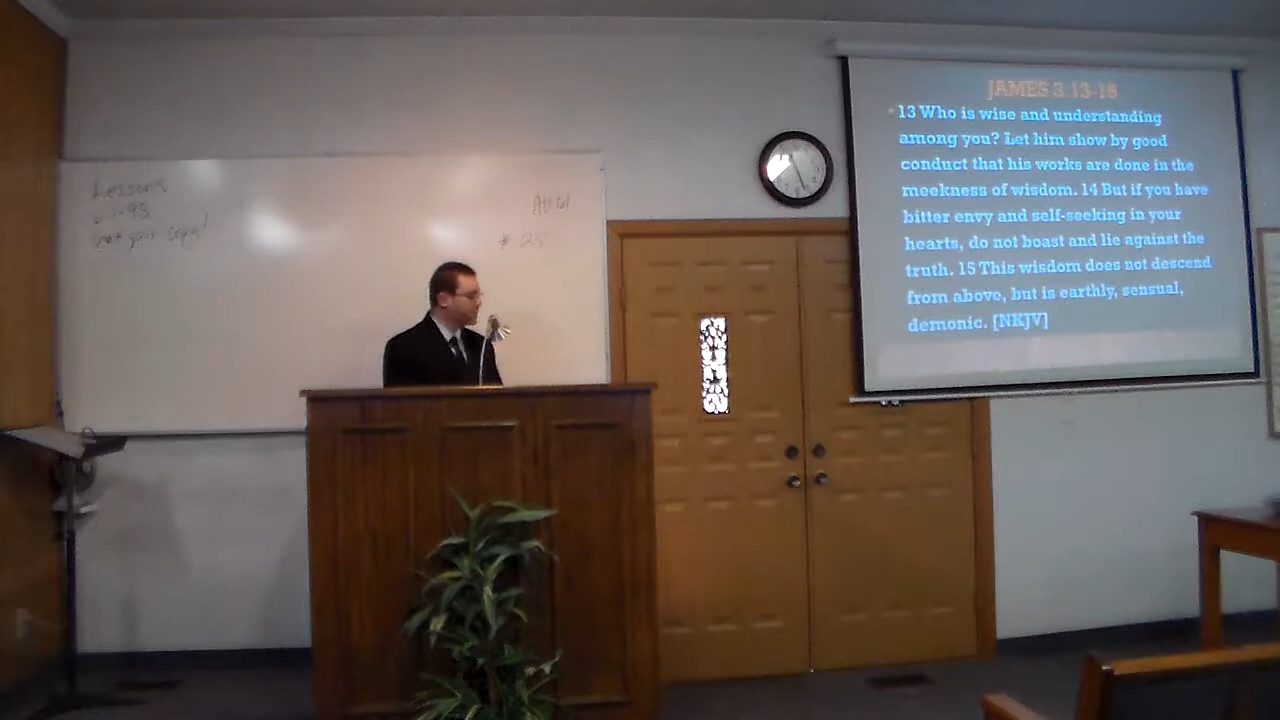 Lessons
1-95
Get your copy!
# 25
JAMES 3:13-18
13 Who is wise and understanding
among you? Let him show by good
conduct that his works are done in the
meekness of wisdom. 14 But if you have
bitter envy and self-seeking in your
hearts, do not boast and lie against the
truth. 15 This wisdom does not descend
from above, but is earthly, sensual,
demonic. [NKJV]